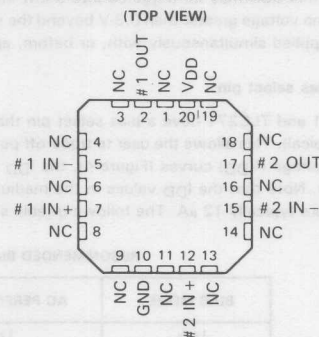 (TOP VIEW)
NC
#1 OUT
NC
VDD
NC
3 2 1 20 19
NC 4
18 NC
#1 IN− 5
17 #2 OUT
NC 6
16 NC
#1 IN+ 7
15 #2 IN−
NC 8
14 NC
9 10 11 12 13
NC
GND
NC
#2 IN+
NC